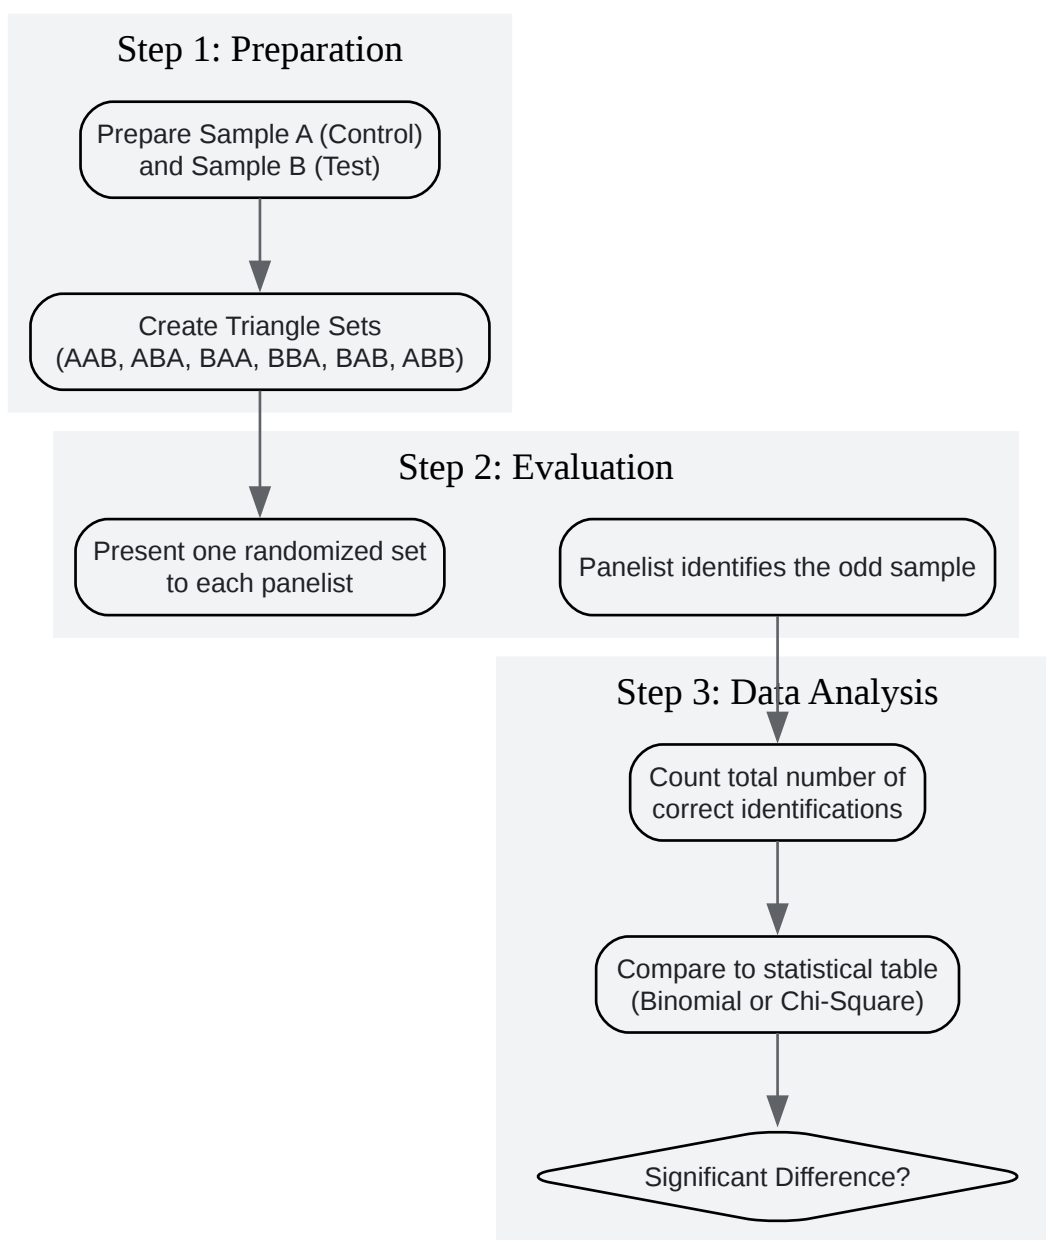 Step 1: Preparation
Prepare Sample A (Control)
and Sample B (Test)
Create Triangle Sets
(AAB, ABA, BAA, BBA, BAB, ABB)
Step 2: Evaluation
Present one randomized set
to each panelist
Panelist identifies the odd sample
Step 3: Data Analysis
Count total number of
correct identifications
Compare to statistical table
(Binomial or Chi-Square)
Significant Difference?